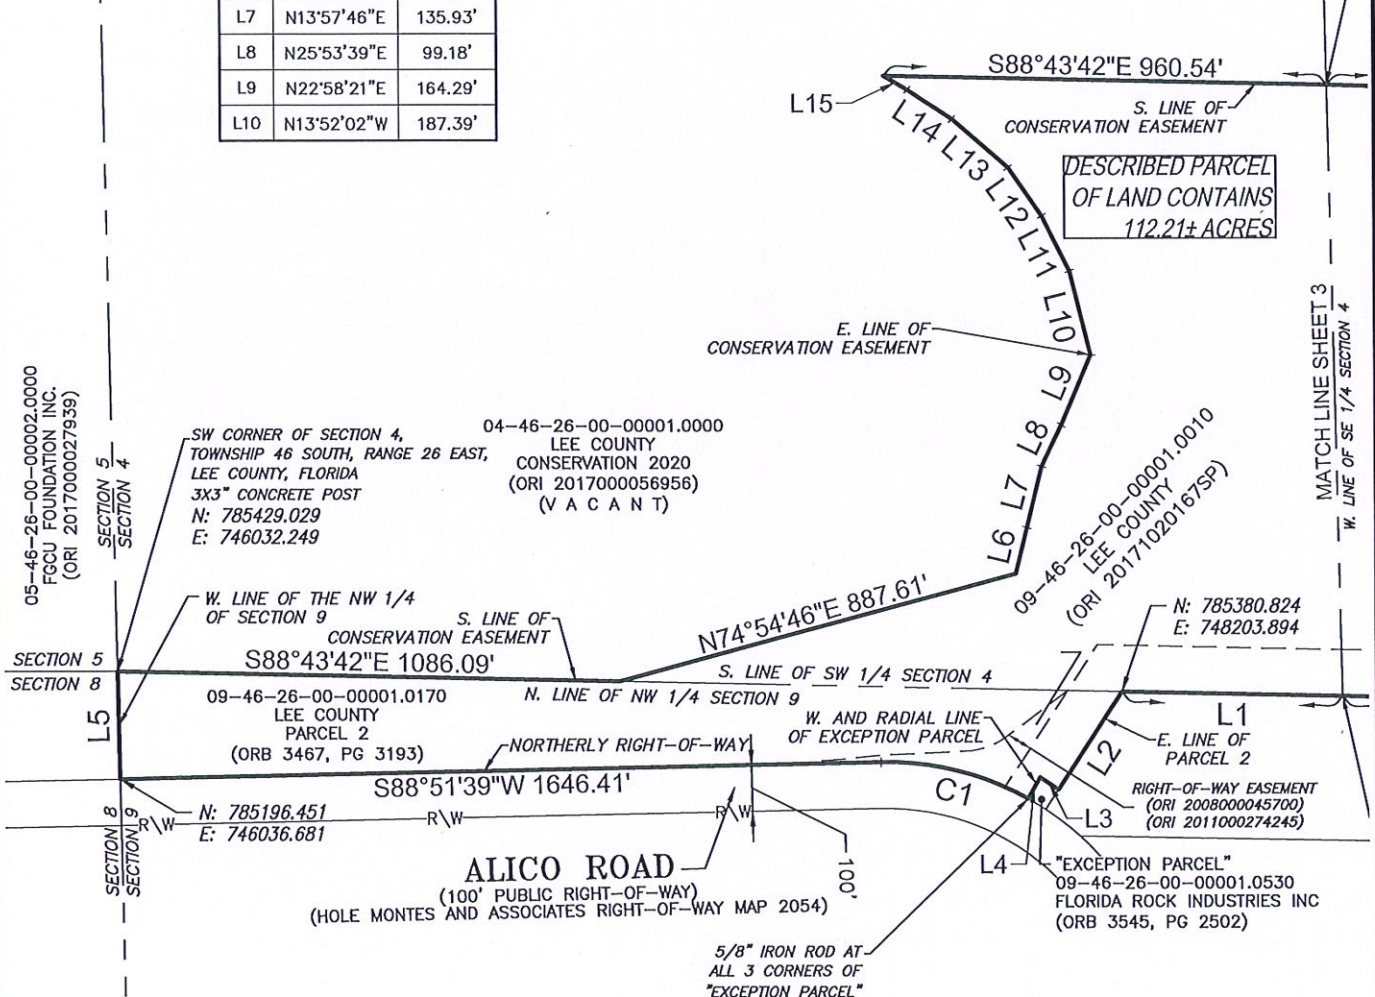 L7 N13°57'46"E 135.93'
L8 N25°53'39"E 99.18'
L9 N22°58'21"E 164.29'
L10 N13°52'02"W 187.39'
S88°43'42"E 960.54'
L15
S. LINE OF
CONSERVATION EASEMENT
L14
L13
L12
L11
L10
L9
L8
L7
L6
DESCRIBED PARCEL
OF LAND CONTAINS
112.21± ACRES
E. LINE OF
CONSERVATION EASEMENT
MATCH LINE SHEET 3
W. LINE OF SE 1/4 SECTION 4
05-46-26-00-00002.0000
FGCU FOUNDATION INC.
(ORI 2017000027939)
SECTION 5
SECTION 4
SW CORNER OF SECTION 4,
TOWNSHIP 46 SOUTH, RANGE 26 EAST,
LEE COUNTY, FLORIDA
3X3" CONCRETE POST
N: 785429.029
E: 746032.249
04-46-26-00-00001.0000
LEE COUNTY
CONSERVATION 2020
(ORI 2017000056956)
(V A C A N T)
09-46-26-00-00001.0010
LEE COUNTY
(ORI 20171020167SP)
W. LINE OF THE NW 1/4
OF SECTION 9
S. LINE OF
CONSERVATION EASEMENT
N74°54'46"E 887.61'
N: 785380.824
E: 748203.894
SECTION 5
SECTION 8
S88°43'42"E 1086.09'
S. LINE OF SW 1/4 SECTION 4
N. LINE OF NW 1/4 SECTION 9
L5
09-46-26-00-00001.0170
LEE COUNTY
PARCEL 2
(ORB 3467, PG 3193)
W. AND RADIAL LINE
OF EXCEPTION PARCEL
L1
L2
E. LINE OF
PARCEL 2
NORTHERLY RIGHT-OF-WAY
S88°51'39"W 1646.41'
C1
RIGHT-OF-WAY EASEMENT
(ORI 2008000045700)
(ORI 2011000274245)
N: 785196.451
E: 746036.681
R\W
R\W
R\W
L3
L4
SECTION 8
SECTION 9
ALICO ROAD
(100' PUBLIC RIGHT-OF-WAY)
(HOLE MONTES AND ASSOCIATES RIGHT-OF-WAY MAP 2054)
100'
"EXCEPTION PARCEL"
09-46-26-00-00001.0530
FLORIDA ROCK INDUSTRIES INC
(ORB 3545, PG 2502)
5/8" IRON ROD AT
ALL 3 CORNERS OF
"EXCEPTION PARCEL"